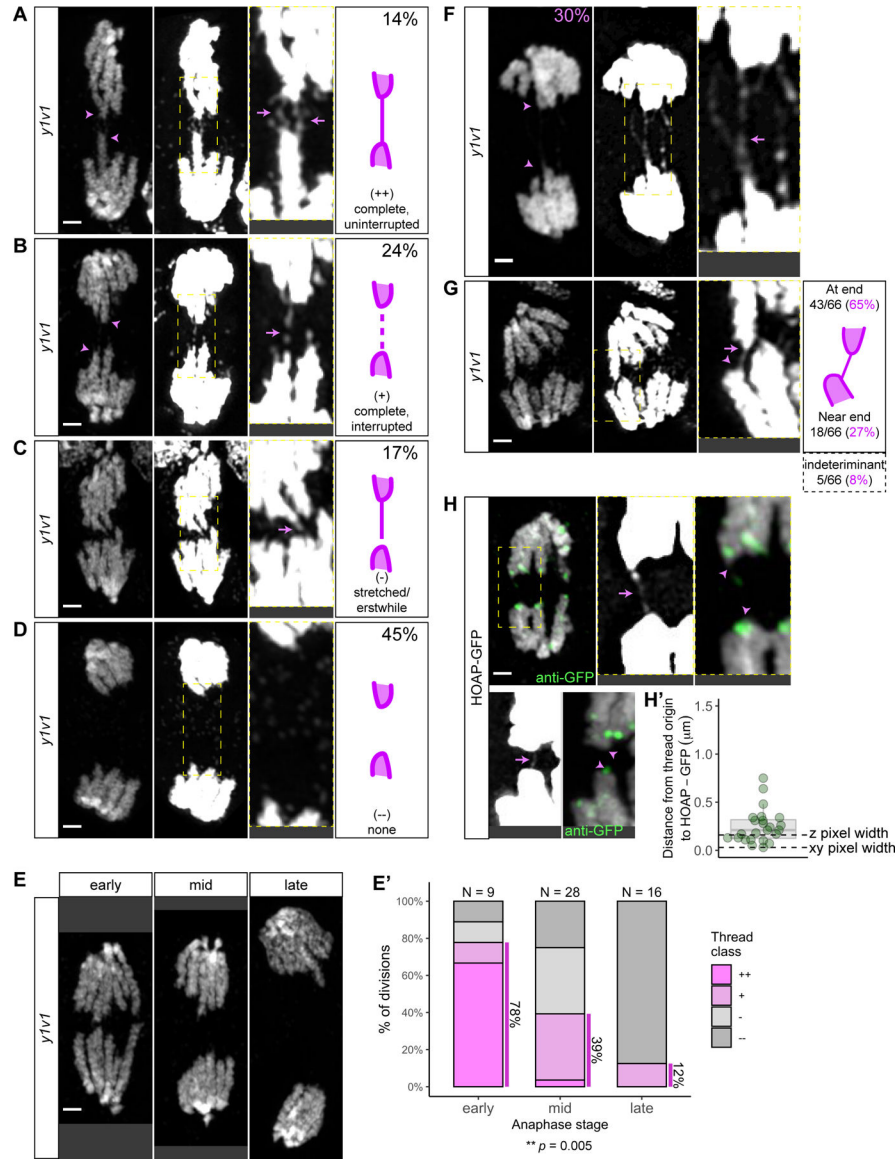 A
y1v1
14%
(++)
complete,
uninterrupted
B
y1v1
24%
(+)
complete,
interrupted
C
y1v1
17%
(-)
stretched/
erstwhile
D
y1v1
45%
(--)
none
E
early
mid
late
y1v1
F
y1v1
30%
G
y1v1
At end
43/66 (65%)
Near end
18/66 (27%)
indeterminant
5/66 (8%)
H
HOAP-GFP
anti-GFP
anti-GFP
H'
Distance from thread origin
to HOAP – GFP (μm)
1.5
1.0
0.5
0.0
z pixel width
xy pixel width
E'
N = 9
N = 28
N = 16
100%
80%
60%
40%
20%
0%
% of divisions
78%
39%
12%
early
mid
late
Anaphase stage
** p = 0.005
Thread
class
++
+
-
--